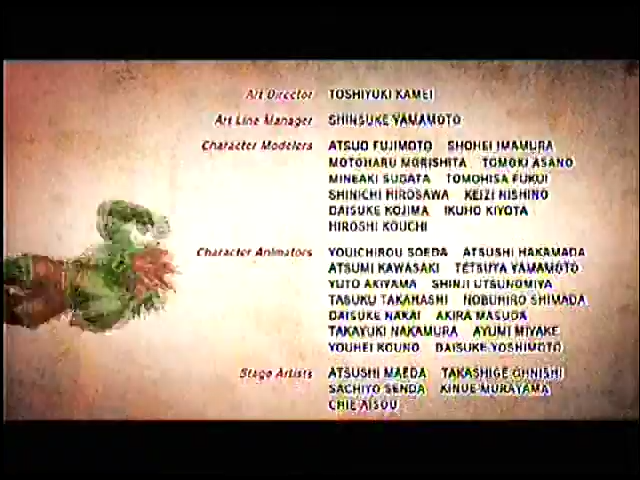 Art Director TOSHIYUKI KAMEI
Art Line Manager SHINSUKE YAMAMOTO
Character Modelers ATSUO FUJIMOTO SHOHEI IMAMURA
MOTOHARU MORISHITA TOMOKI ASANO
MINEAKI SUGATA TOMOHISA FUKUI
SHINICHI HIROSAWA KEIZI NISHINO
DAISUKE KOJIMA IKUHO KIYOTA
HIROSHI KOUCHI
Character Animators YOUICHIROU SOEDA ATSUSHI HAKAMADA
ATSUMI KAWASAKI TETSUYA YAMAMOTO
YUTO AKIYAMA SHINJI UTSUNOMIYA
TASUKU TAKAHASHI NOBUHIRO SHIMADA
DAISUKE NAKAI AKIRA MASUDA
TAKAYUKI NAKAMURA AYUMI MIYAKE
YOUHEI KOUNO DAISUKE YOSHIMOTO
Stage Artists ATSUSHI MAEDA TAKASHIGE OHNISHI
SACHIYO SENDA KINUE MURAYAMA
CHIE AISOU